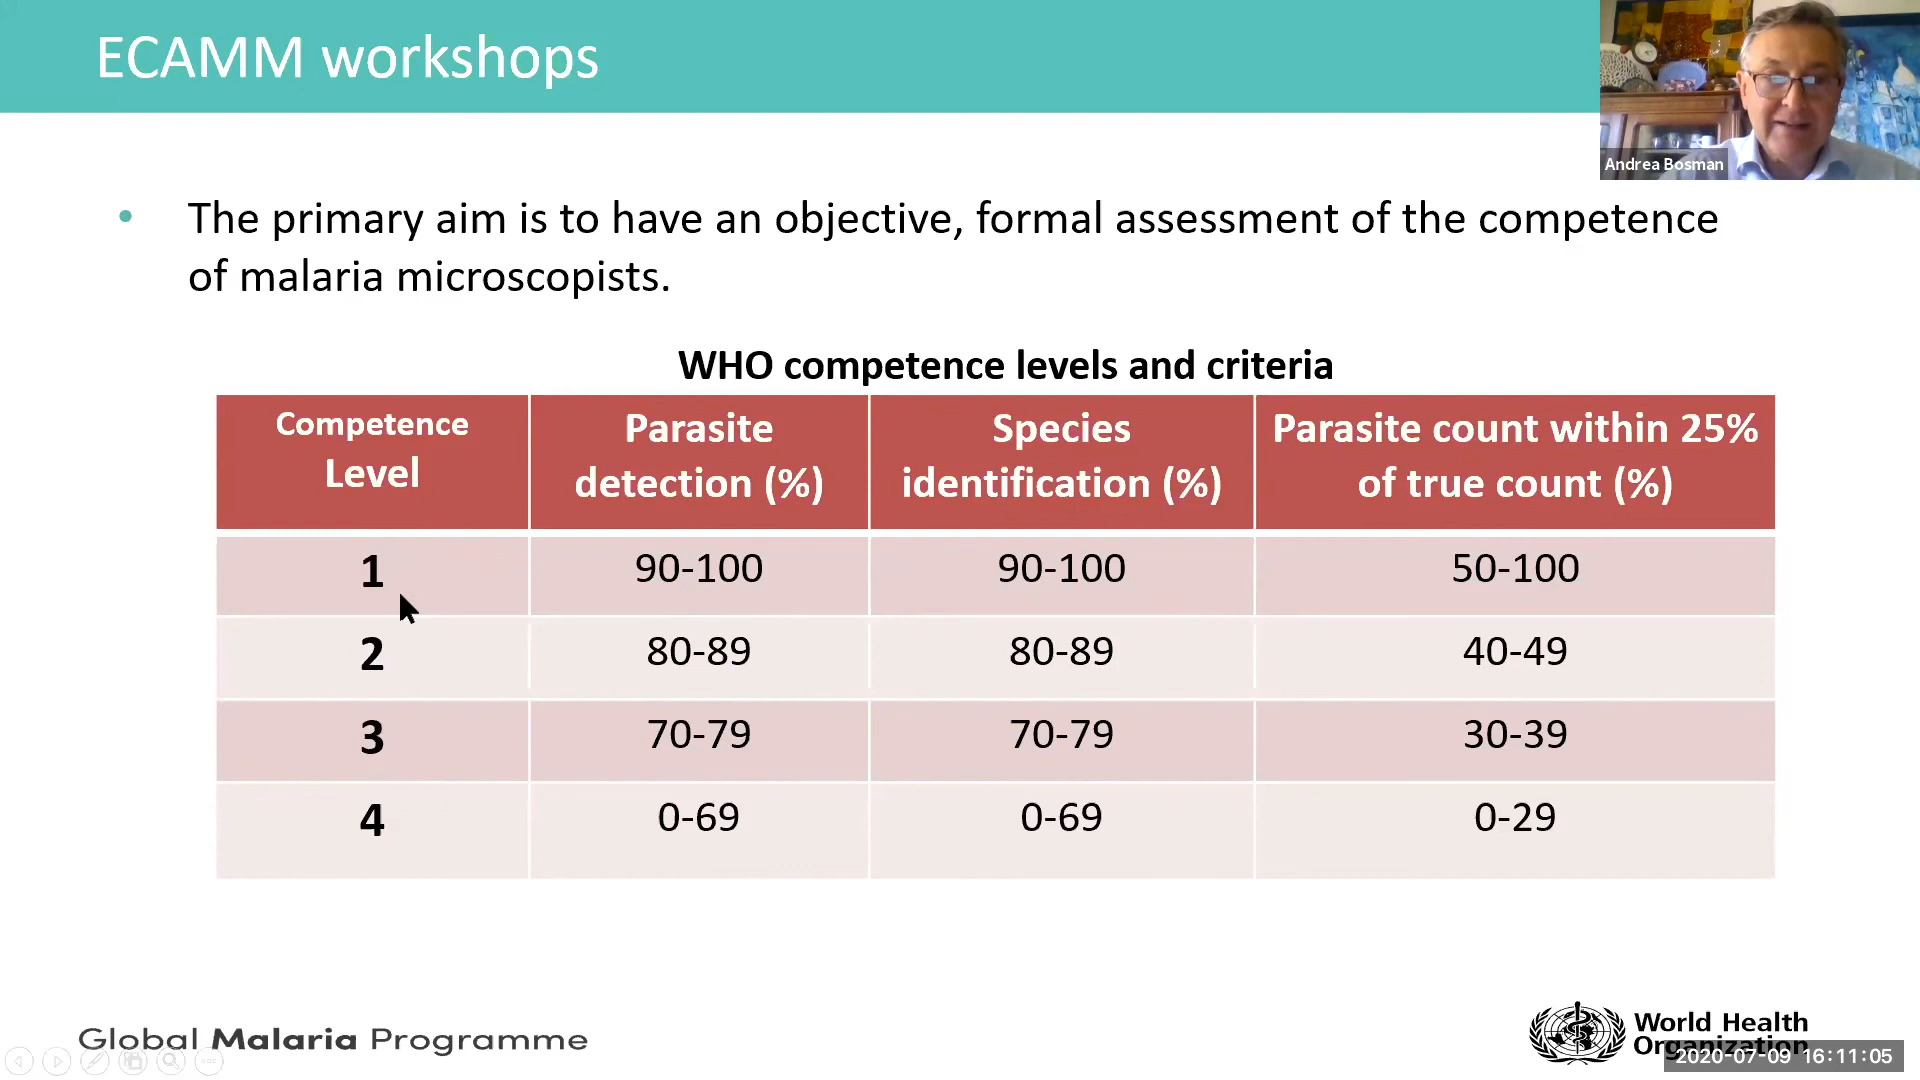 ECAMM workshops
Andrea Bosman
• The primary aim is to have an objective, formal assessment of the competence
of malaria microscopists.
WHO competence levels and criteria
Competence Level | Parasite detection (%) | Species identification (%) | Parasite count within 25% of true count (%)
1 | 90-100 | 90-100 | 50-100
2 | 80-89 | 80-89 | 40-49
3 | 70-79 | 70-79 | 30-39
4 | 0-69 | 0-69 | 0-29
Global Malaria Programme
World Health
Organization
2020-07-09 16:11:05